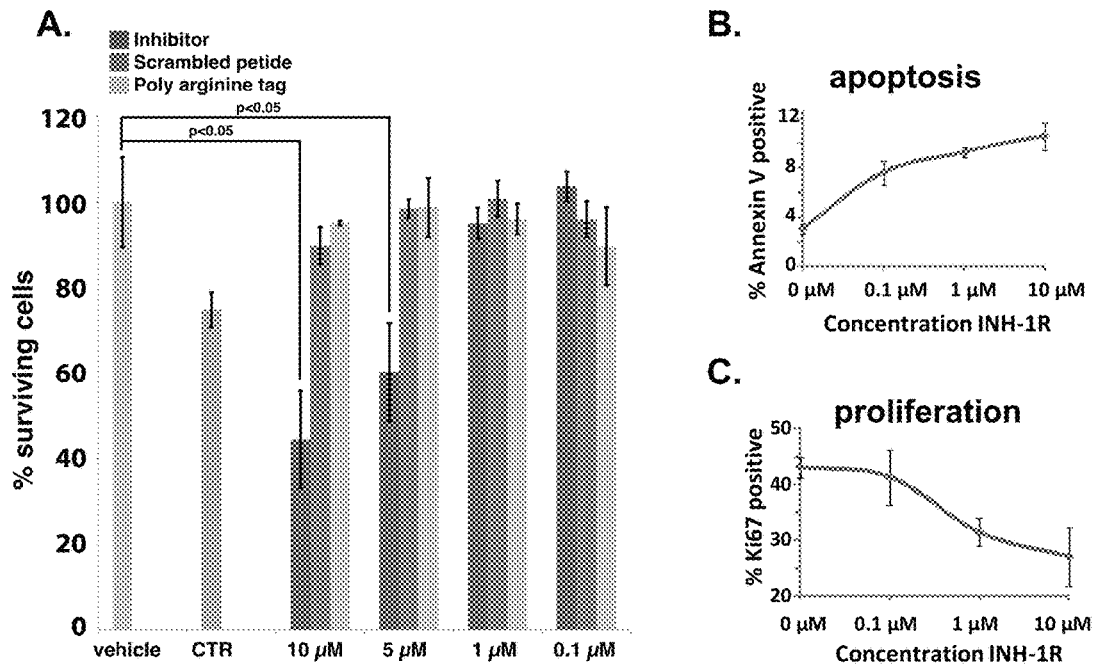 A.
Inhibitor
Scrambled petide
Poly arginine tag
p<0.05
p<0.05
% surviving cells
120
100
80
60
40
20
0
vehicle CTR 10 µM 5 µM 1 µM 0.1 µM
B.
apoptosis
% Annexin V positive
12
8
4
0
0 µM 0.1 µM 1 µM 10 µM
Concentration INH-1R
C.
proliferation
% Ki67 positive
50
40
30
20
0 µM 0.1 µM 1 µM 10 µM
Concentration INH-1R